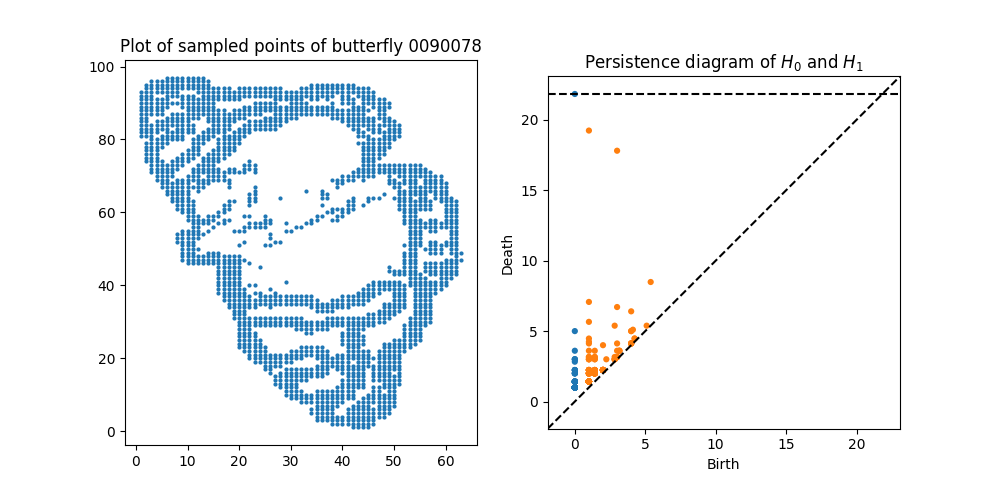 Plot of sampled points of butterfly 0090078
100
80
60
40
20
0
0 10 20 30 40 50 60
Persistence diagram of H0 and H1
Death
20
15
10
5
0
0 5 10 15 20
Birth